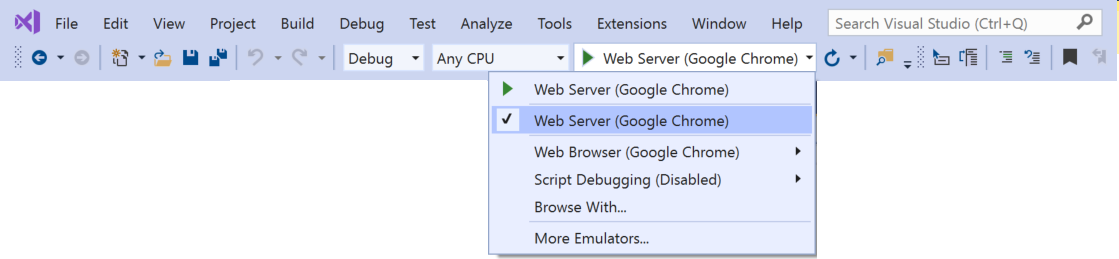 File Edit View Project Build Debug Test Analyze Tools Extensions Window Help Search Visual Studio (Ctrl+Q)
Debug Any CPU Web Server (Google Chrome)
Web Server (Google Chrome)
Web Server (Google Chrome)
Web Browser (Google Chrome)
Script Debugging (Disabled)
Browse With...
More Emulators...